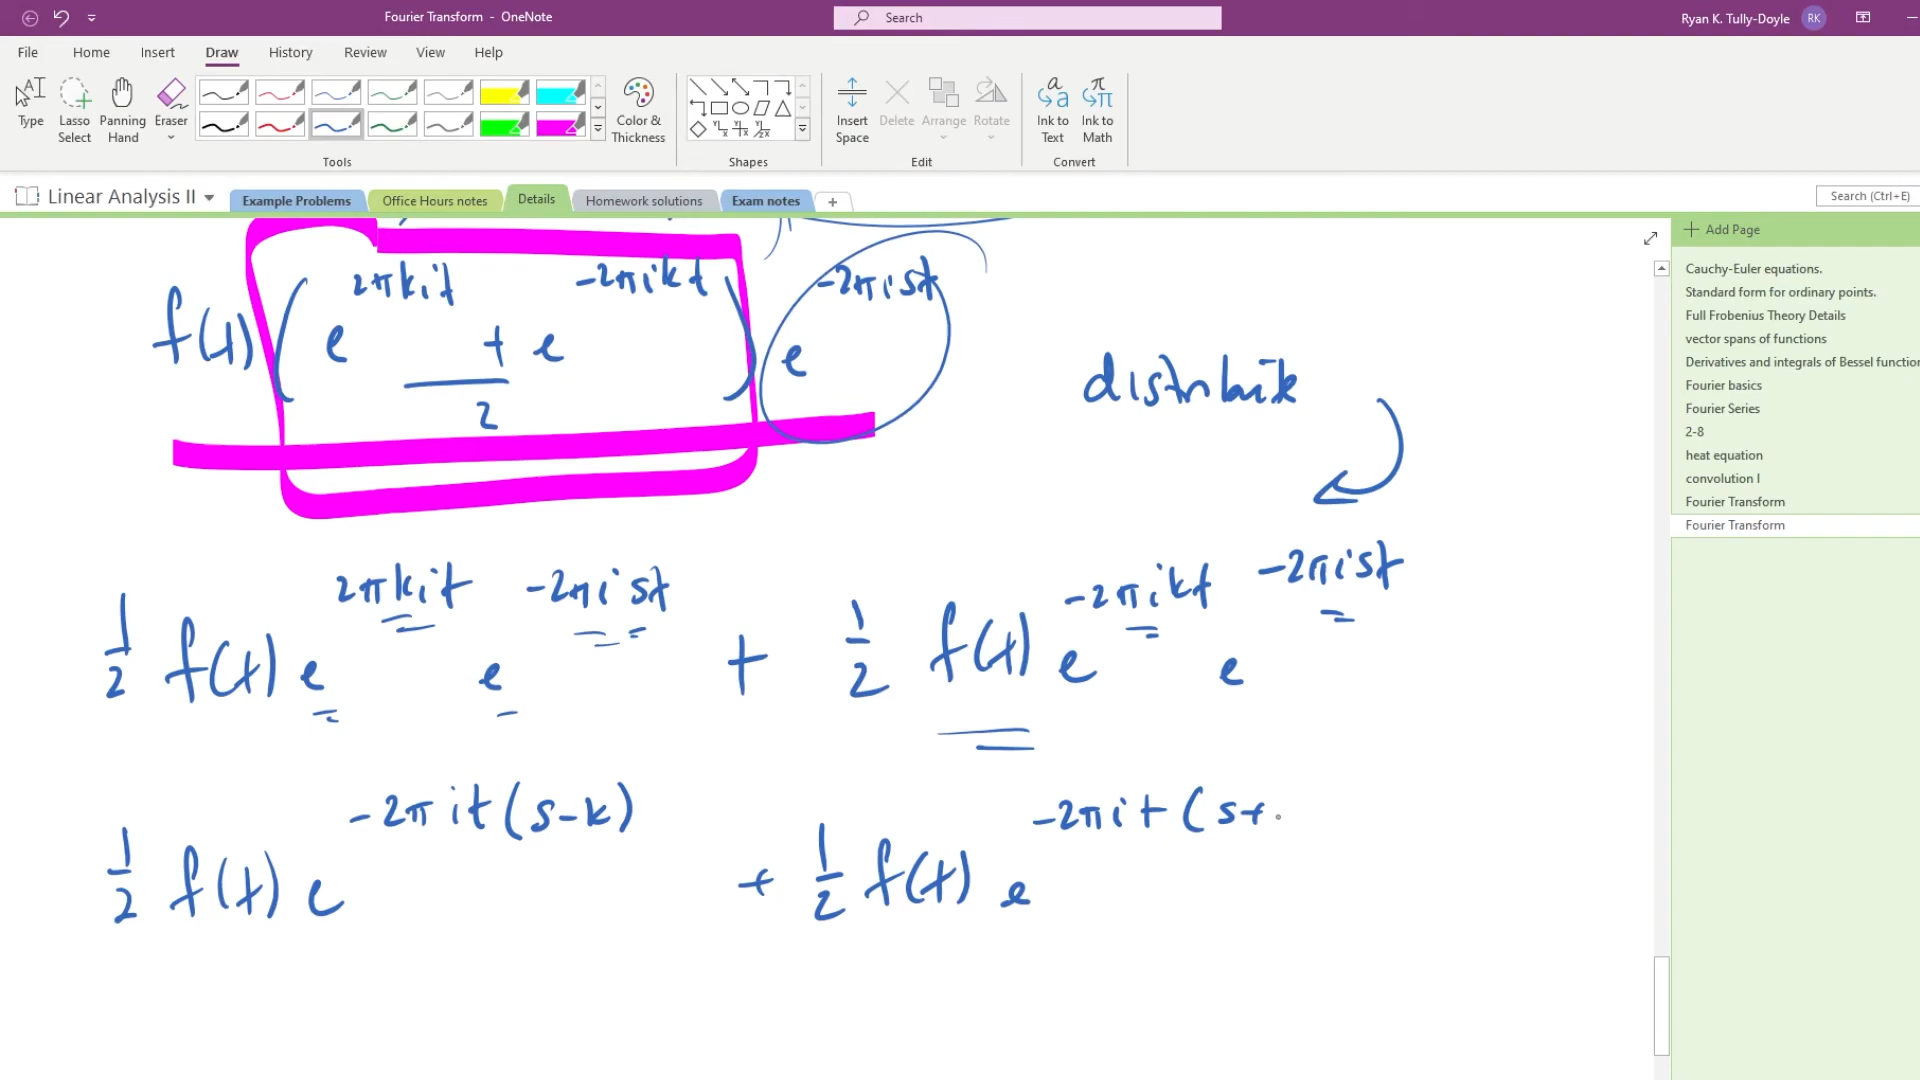 Fourier Transform - OneNote
Search
Ryan K. Tully-Doyle RK
File Home Insert Draw History Review View Help
Type
Lasso Select
Panning Hand
Eraser
Color & Thickness
Insert Space
Delete
Arrange
Rotate
Ink to Text
Ink to Math
Tools
Shapes
Edit
Convert
Linear Analysis II
Example Problems
Office Hours notes
Details
Homework solutions
Exam notes
+
Search (Ctrl+E)
Add Page
Cauchy-Euler equations.
Standard form for ordinary points.
Full Frobenius Theory Details
vector spans of functions
Derivatives and integrals of Bessel function
Fourier basics
Fourier Series
2-8
heat equation
convolution I
Fourier Transform
Fourier Transform
f(t) ( e^{2πkit} + e^{-2πikt} / 2 ) e^{-2πist}
distribute
1/2 f(t) e^{2πkit} e^{-2πist} + 1/2 f(t) e^{-2πikt} e^{-2πist}
1/2 f(t) e^{-2πit(s-k)} + 1/2 f(t) e^{-2πit(s+